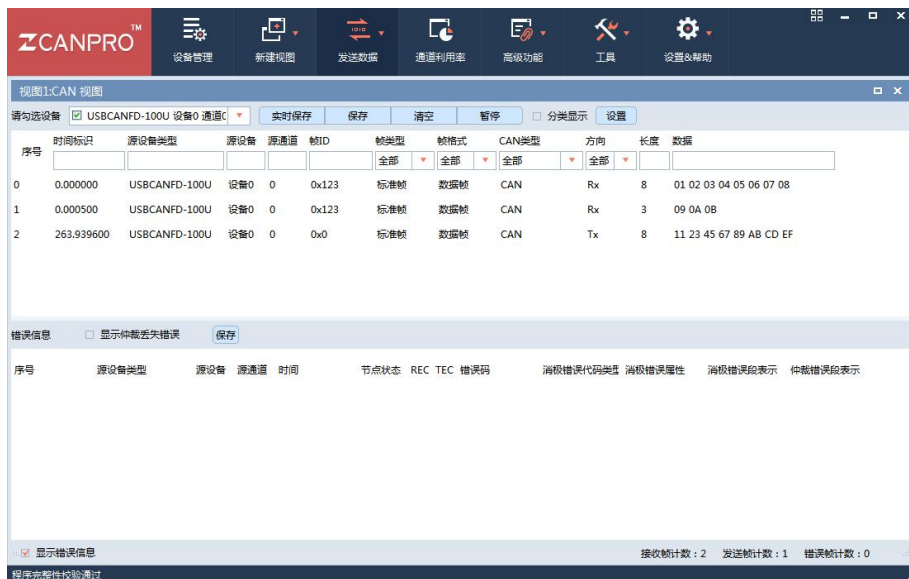 ZCANPRO™
设备管理 新建视图 发送数据 通道利用率 高级功能 工具 设置&帮助
视图1:CAN 视图
请勾选设备 USBCANFD-100U 设备0 通道 实时保存 保存 清空 暂停 分类显示 设置
序号 时间标识 源设备类型 源设备 源通道 帧ID 帧类型 帧格式 CAN类型 方向 长度 数据
全部 全部 全部 全部
0 0.000000 USBCANFD-100U 设备0 0 0x123 标准帧 数据帧 CAN Rx 8 01 02 03 04 05 06 07 08
1 0.000500 USBCANFD-100U 设备0 0 0x123 标准帧 数据帧 CAN Rx 3 09 0A 0B
2 263.939600 USBCANFD-100U 设备0 0 0x0 标准帧 数据帧 CAN Tx 8 11 23 45 67 89 AB CD EF
错误信息 显示仲裁丢失错误 保存
序号 源设备类型 源设备 源通道 时间 节点状态 REC TEC 错误码 消极错误代码类型 消极错误属性 消极错误段表示 仲裁错误段表示
显示错误信息 接收帧计数：2 发送帧计数：1 错误帧计数：0
程序完整性校验通过